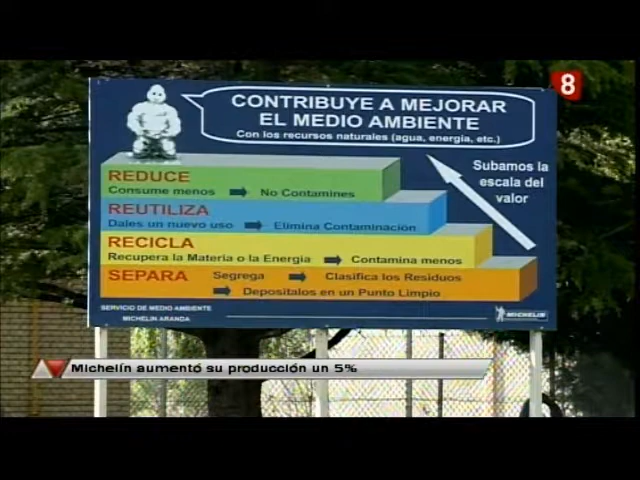 8
CONTRIBUYE A MEJORAR
EL MEDIO AMBIENTE
Con los recursos naturales (agua, energia, etc.)
Subamos la
escala del
valor
REDUCE
Consume menos
No Contamines
REUTILIZA
Dales un nuevo uso
Elimina Contaminación
RECICLA
Recupera la Materia o la Energia
Contamina menos
SEPARA
Segrega
Clasifica los Residuos
Deposítalos en un Punto Limpio
SERVICIO DE MEDIO AMBIENTE
MICHELIN ARANDA
MICHELIN
Michelín aumentó su producción un 5%